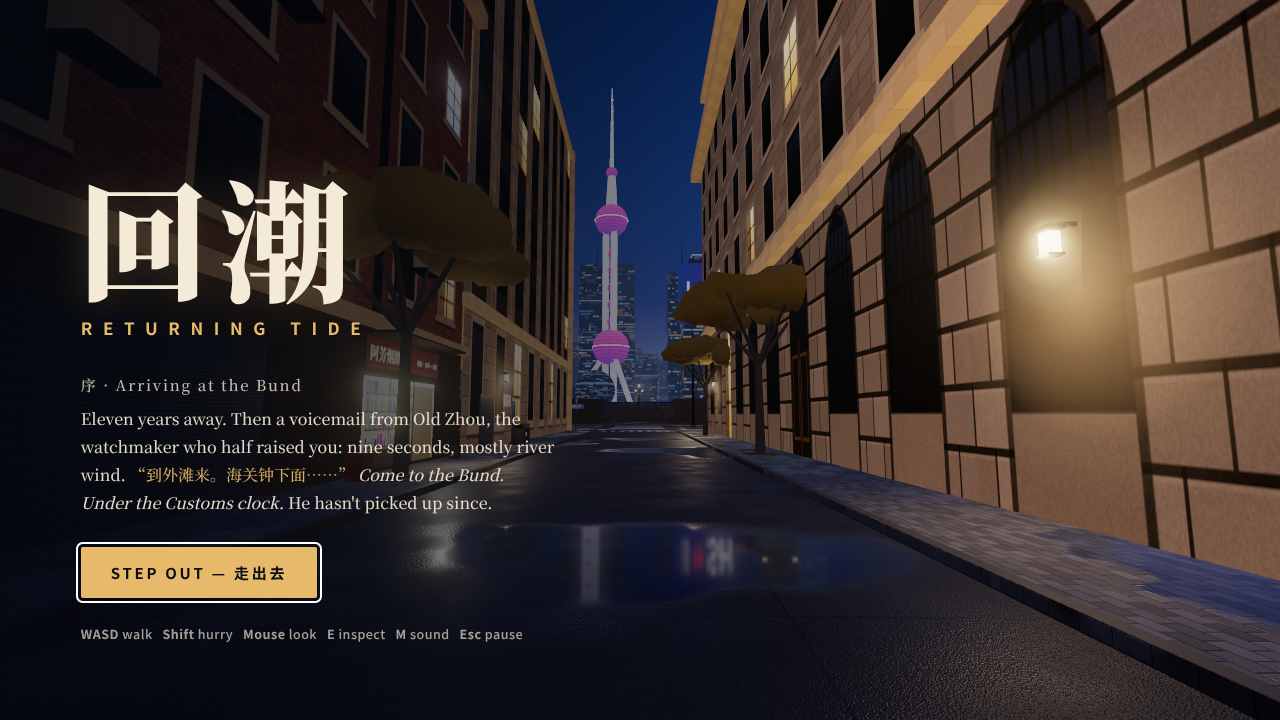 回潮
RETURNING TIDE
序 · Arriving at the Bund
Eleven years away. Then a voicemail from Old Zhou, the
watchmaker who half raised you: nine seconds, mostly river
wind. “到外滩来。海关钟下面……” Come to the Bund.
Under the Customs clock. He hasn't picked up since.
STEP OUT — 走出去
WASD walk Shift hurry Mouse look E inspect M sound Esc pause